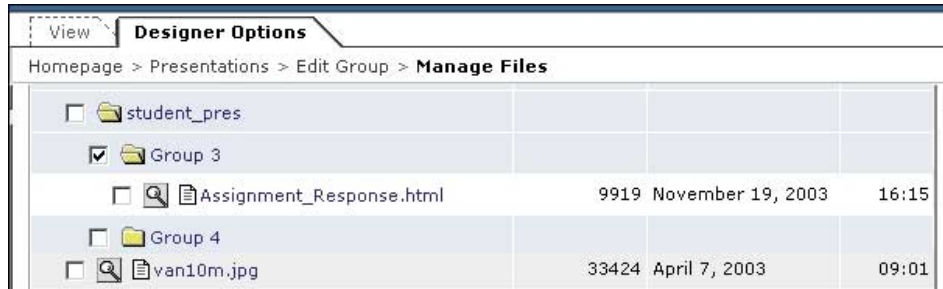 View Designer Options
Homepage > Presentations > Edit Group > Manage Files
student_pres
Group 3
Assignment_Response.html 9919 November 19, 2003 16:15
Group 4
van10m.jpg 33424 April 7, 2003 09:01